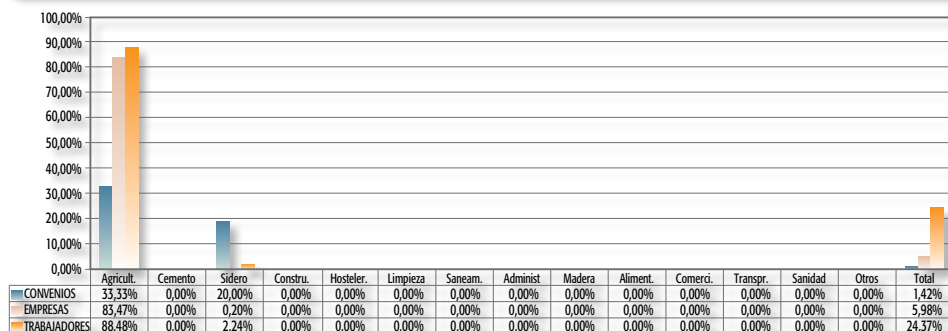 100,00%
90,00%
80,00%
70,00%
60,00%
50,00%
40,00%
30,00%
20,00%
10,00%
0,00%
Agricult. Cemento Sidero Constru. Hosteler. Limpieza Saneam. Administ Madera Aliment. Comerci. Transpr. Sanidad Otros Total
CONVENIOS 33,33% 0,00% 20,00% 0,00% 0,00% 0,00% 0,00% 0,00% 0,00% 0,00% 0,00% 0,00% 0,00% 0,00% 1,42%
EMPRESAS 83,47% 0,00% 0,20% 0,00% 0,00% 0,00% 0,00% 0,00% 0,00% 0,00% 0,00% 0,00% 0,00% 0,00% 5,98%
TRABAJADORES 88,48% 0,00% 2,24% 0,00% 0,00% 0,00% 0,00% 0,00% 0,00% 0,00% 0,00% 0,00% 0,00% 0,00% 24,37%